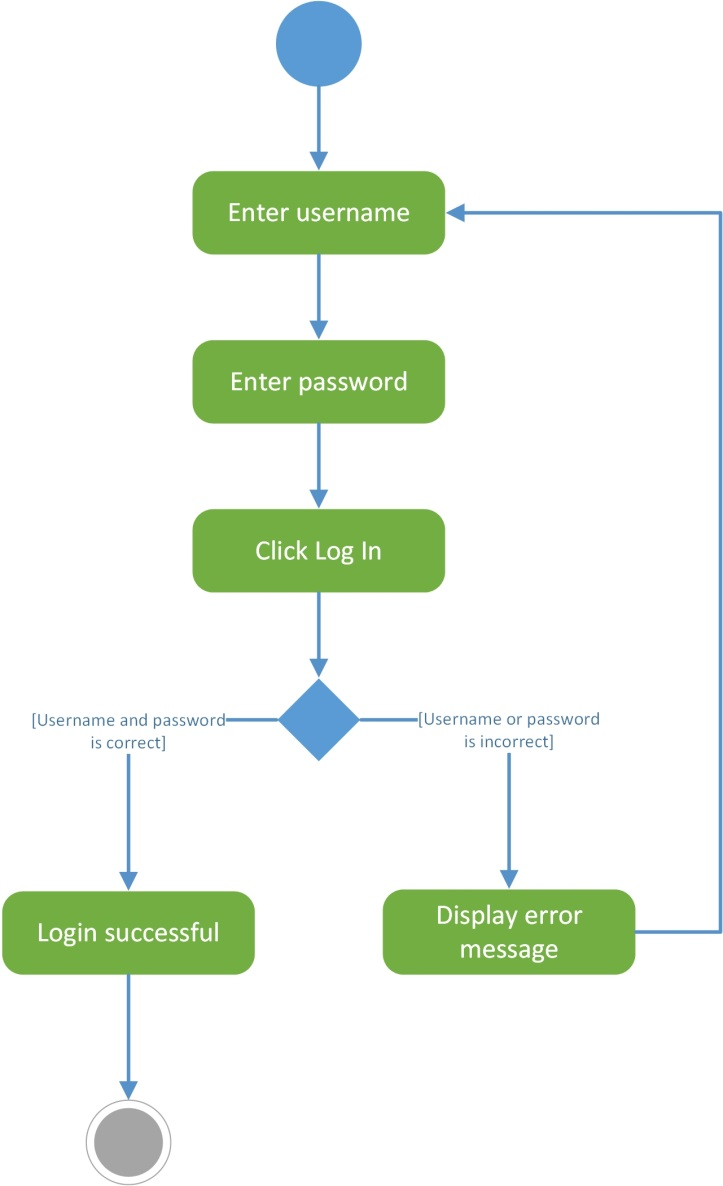 Enter username
Enter password
Click Log In
[Username and password
is correct]
[Username or password
is incorrect]
Login successful
Display error
message